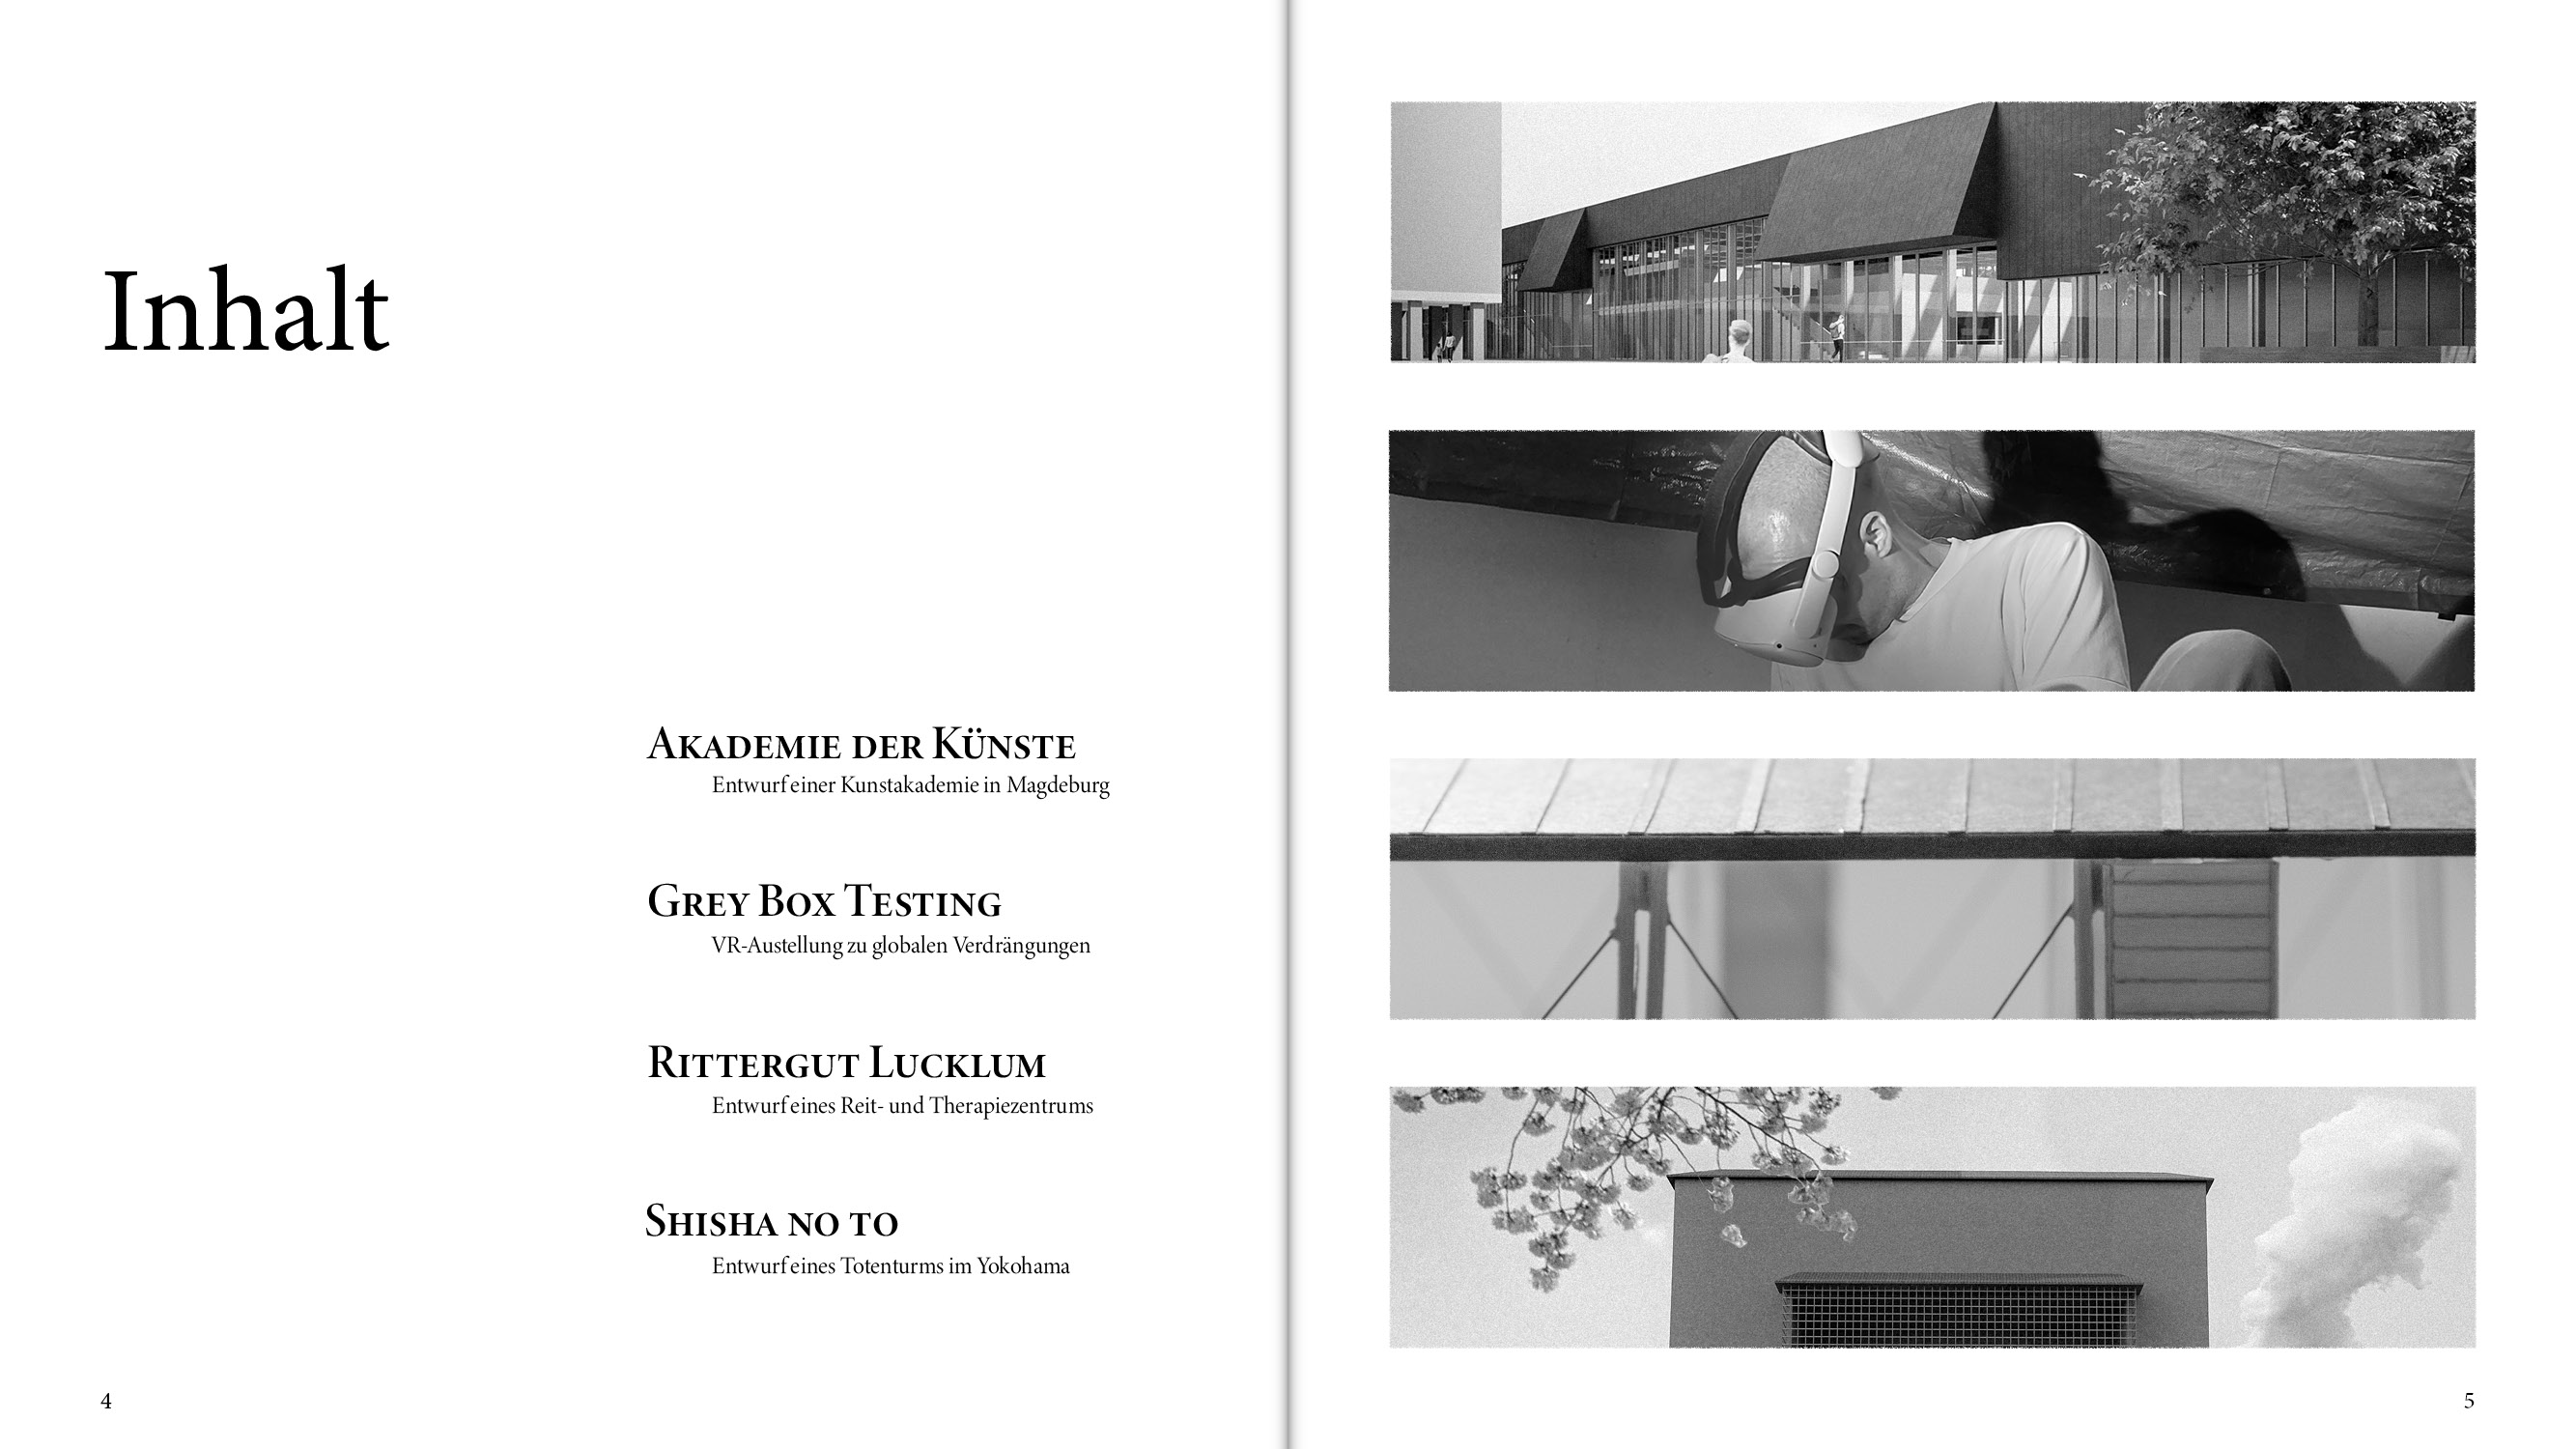 Inhalt
Akademie der Künste
Entwurf einer Kunstakademie in Magdeburg
Grey Box Testing
VR-Austellung zu globalen Verdrängungen
Rittergut Lucklum
Entwurf eines Reit- und Therapiezentrums
Shisha no to
Entwurf eines Totenturms im Yokohama
4
5